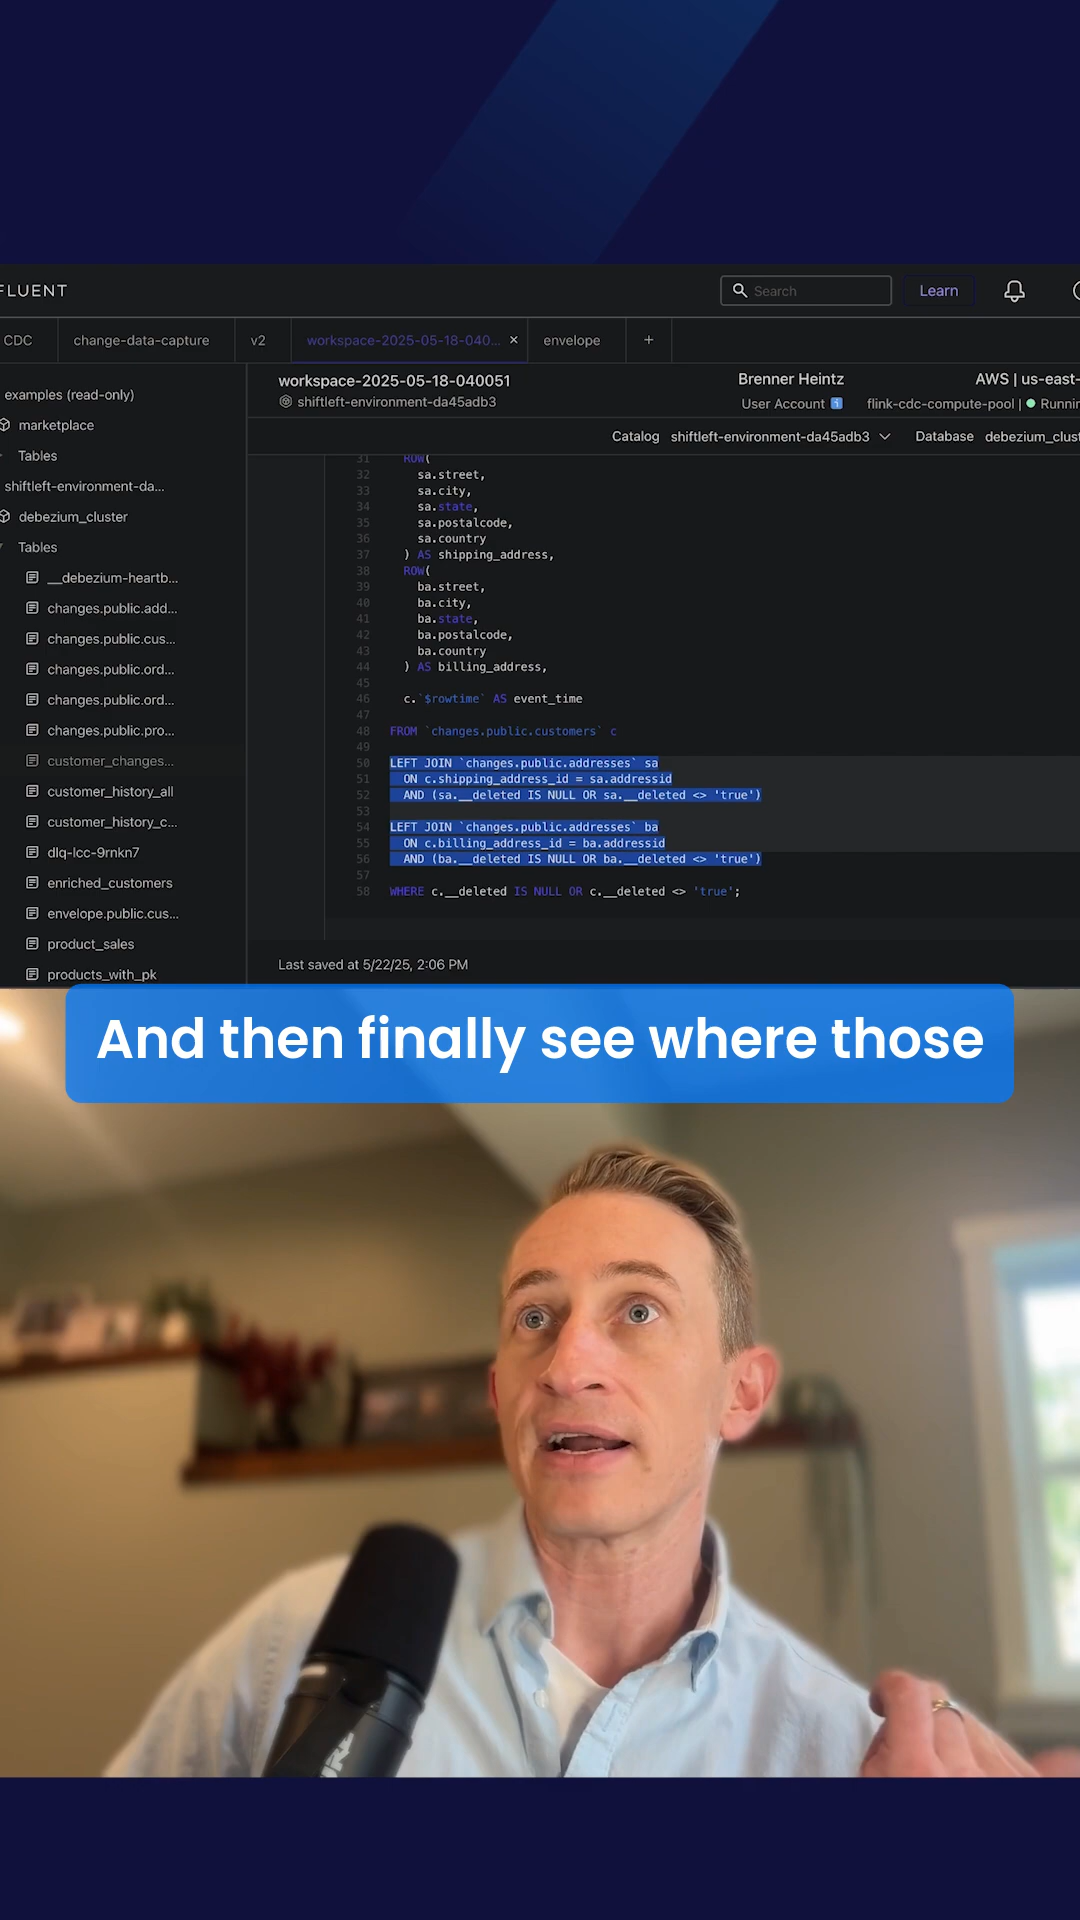 FLUENT
Search
Learn
CDC
change-data-capture
v2
workspace-2025-05-18-040...
envelope
+
examples (read-only)
marketplace
Tables
shiftleft-environment-da...
debezium_cluster
Tables
__debezium-heartb...
changes.public.add...
changes.public.cus...
changes.public.ord...
changes.public.ord...
changes.public.pro...
customer_changes...
customer_history_all
customer_history_c...
dlq-lcc-9rnkn7
enriched_customers
envelope.public.cus...
product_sales
products_with_pk
workspace-2025-05-18-040051
shiftleft-environment-da45adb3
Brenner Heintz
User Account
AWS | us-east-
flink-cdc-compute-pool | Runnin
Catalog shiftleft-environment-da45adb3
Database debezium_clust
31 ROW(
32 sa.street,
33 sa.city,
34 sa.state,
35 sa.postalcode,
36 sa.country
37 ) AS shipping_address,
38 ROW(
39 ba.street,
40 ba.city,
41 ba.state,
42 ba.postalcode,
43 ba.country
44 ) AS billing_address,
45
46 c.`$rowtime` AS event_time
47
48 FROM `changes.public.customers` c
49
50 LEFT JOIN `changes.public.addresses` sa
51 ON c.shipping_address_id = sa.addressid
52 AND (sa.__deleted IS NULL OR sa.__deleted <> 'true')
53
54 LEFT JOIN `changes.public.addresses` ba
55 ON c.billing_address_id = ba.addressid
56 AND (ba.__deleted IS NULL OR ba.__deleted <> 'true')
57
58 WHERE c.__deleted IS NULL OR c.__deleted <> 'true';
Last saved at 5/22/25, 2:06 PM
And then finally see where those